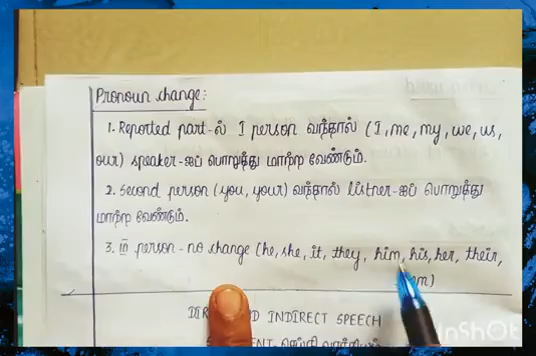 Pronoun change:
1. Reported part-ல் I person வந்தால் (I, me, my, we, us,
our) speaker-ஐப் பொறுத்து மாற்ற வேண்டும்.
2. Second person (you, your) வந்தால் listner-ஐப் பொறுத்து
மாற்ற வேண்டும்.
3. III person - no change (he, she, it, they, him, his, her, their,
INDIRECT SPEECH
InShOt